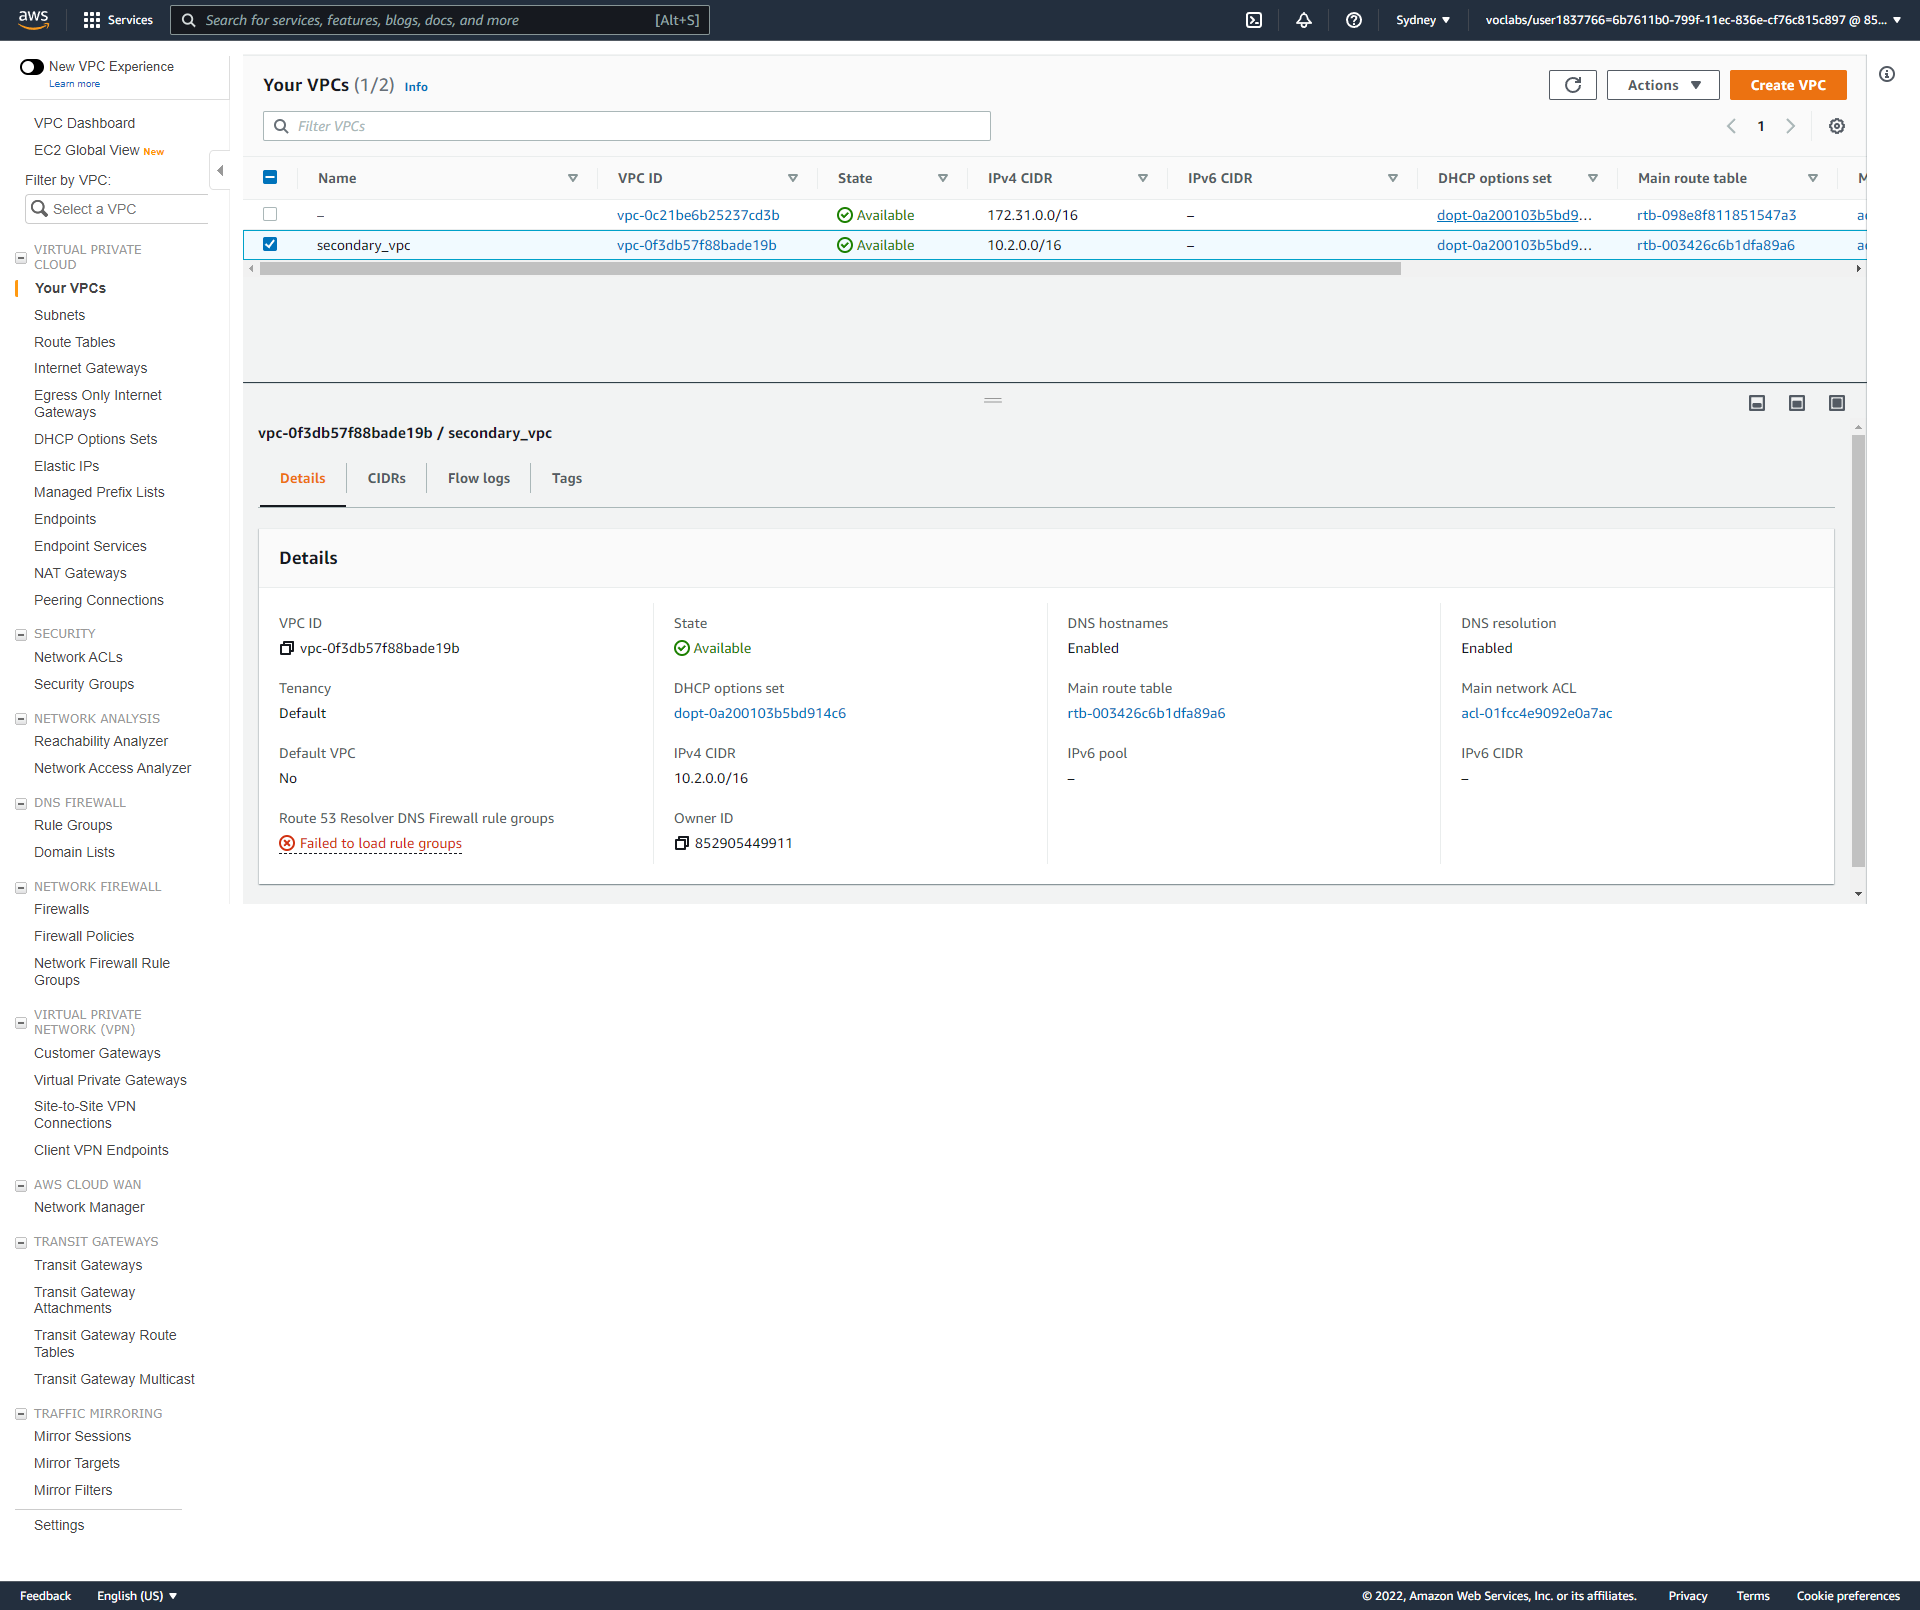 aws
Services
Search for services, features, blogs, docs, and more
[Alt+S]
Sydney
voclabs/user1837766=6b7611b0-799f-11ec-836e-cf76c815c897 @ 85...
New VPC Experience
Learn more
VPC Dashboard
EC2 Global View New
Filter by VPC:
Select a VPC
VIRTUAL PRIVATE
CLOUD
Your VPCs
Subnets
Route Tables
Internet Gateways
Egress Only Internet
Gateways
DHCP Options Sets
Elastic IPs
Managed Prefix Lists
Endpoints
Endpoint Services
NAT Gateways
Peering Connections
SECURITY
Network ACLs
Security Groups
NETWORK ANALYSIS
Reachability Analyzer
Network Access Analyzer
DNS FIREWALL
Rule Groups
Domain Lists
NETWORK FIREWALL
Firewalls
Firewall Policies
Network Firewall Rule
Groups
VIRTUAL PRIVATE
NETWORK (VPN)
Customer Gateways
Virtual Private Gateways
Site-to-Site VPN
Connections
Client VPN Endpoints
AWS CLOUD WAN
Network Manager
TRANSIT GATEWAYS
Transit Gateways
Transit Gateway
Attachments
Transit Gateway Route
Tables
Transit Gateway Multicast
TRAFFIC MIRRORING
Mirror Sessions
Mirror Targets
Mirror Filters
Settings
Your VPCs (1/2) Info
Actions
Create VPC
Filter VPCs
1
Name VPC ID State IPv4 CIDR IPv6 CIDR DHCP options set Main route table M
– vpc-0c21be6b25237cd3b Available 172.31.0.0/16 – dopt-0a200103b5bd9... rtb-098e8f811851547a3 a
secondary_vpc vpc-0f3db57f88bade19b Available 10.2.0.0/16 – dopt-0a200103b5bd9... rtb-003426c6b1dfa89a6 a
vpc-0f3db57f88bade19b / secondary_vpc
Details CIDRs Flow logs Tags
Details
VPC ID
vpc-0f3db57f88bade19b
State
Available
DNS hostnames
Enabled
DNS resolution
Enabled
Tenancy
Default
DHCP options set
dopt-0a200103b5bd914c6
Main route table
rtb-003426c6b1dfa89a6
Main network ACL
acl-01fcc4e9092e0a7ac
Default VPC
No
IPv4 CIDR
10.2.0.0/16
IPv6 pool
–
IPv6 CIDR
–
Route 53 Resolver DNS Firewall rule groups
Failed to load rule groups
Owner ID
852905449911
Feedback English (US)
© 2022, Amazon Web Services, Inc. or its affiliates. Privacy Terms Cookie preferences